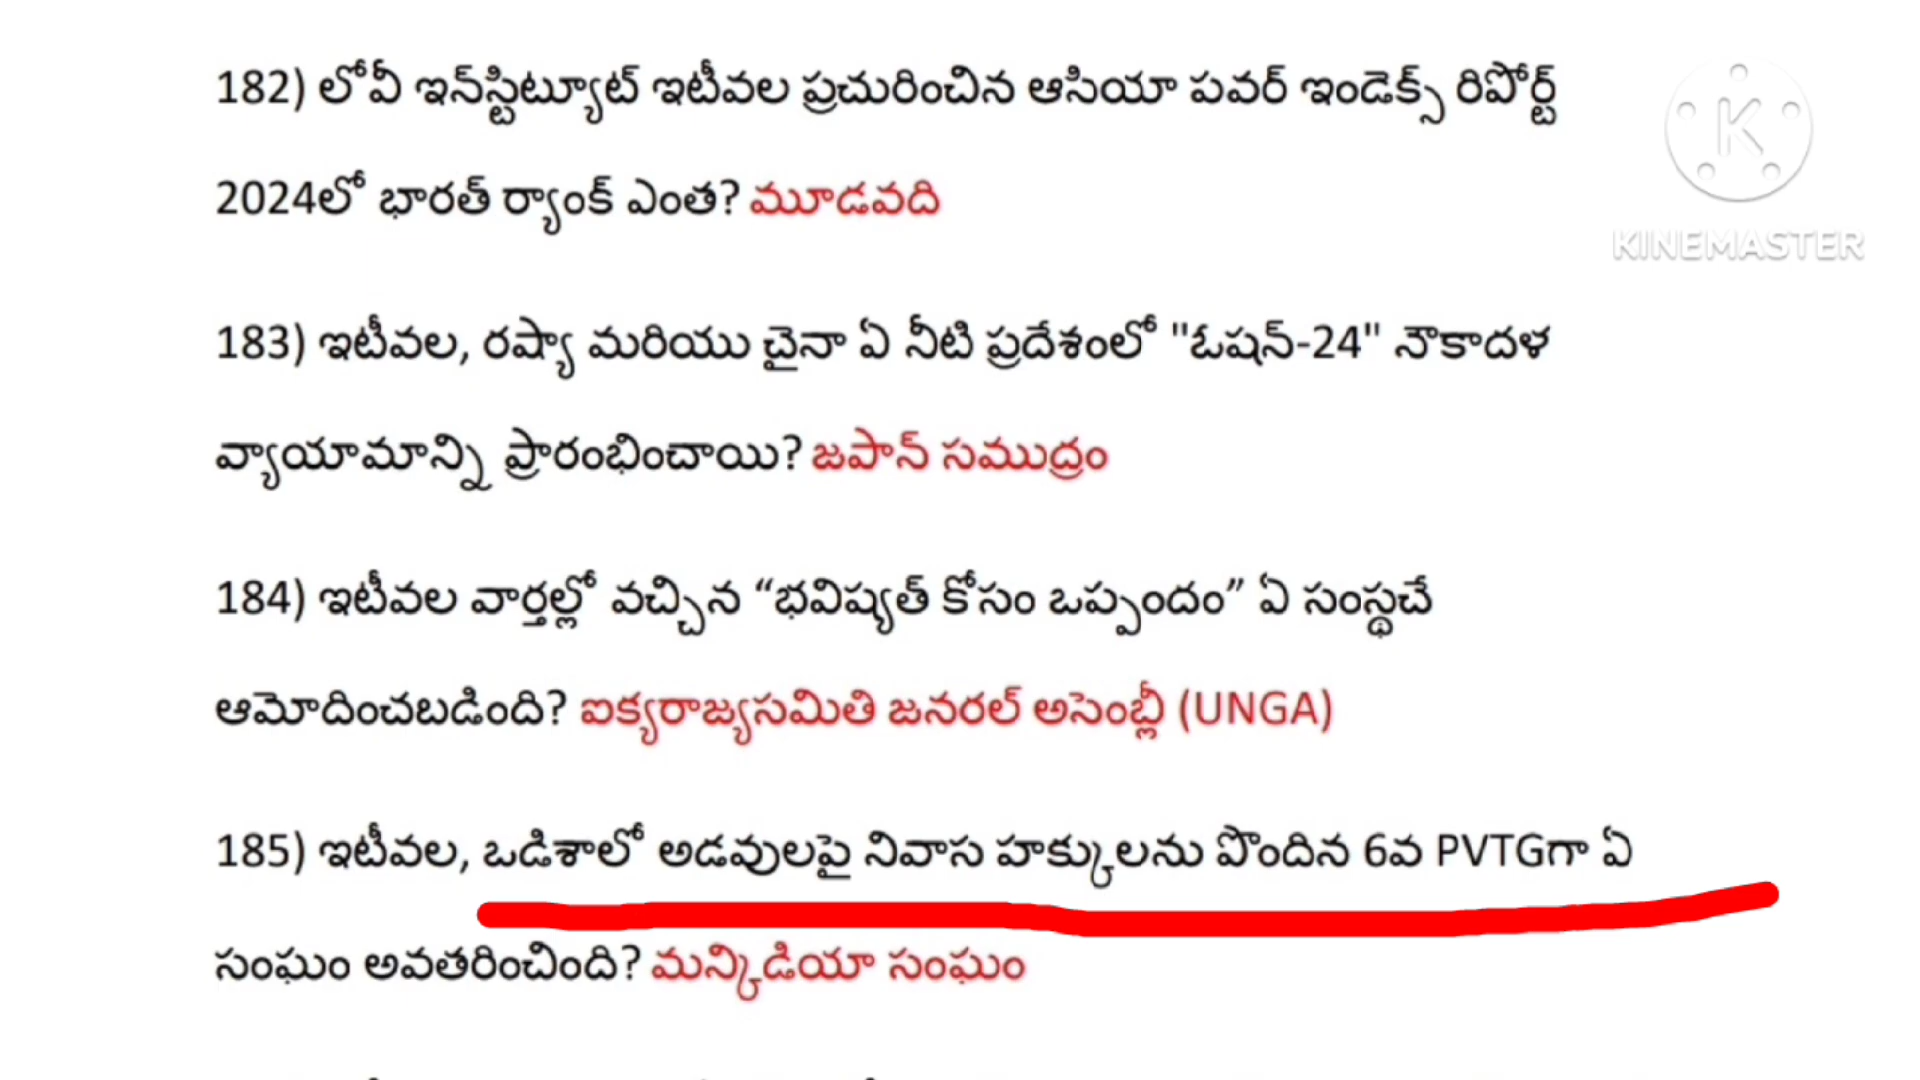 182) లోవీ ఇన్‌స్టిట్యూట్ ఇటీవల ప్రచురించిన ఆసియా పవర్ ఇండెక్స్ రిపోర్ట్
2024లో భారత్ ర్యాంక్ ఎంత? మూడవది
KINEMASTER
183) ఇటీవల, రష్యా మరియు చైనా ఏ నీటి ప్రదేశంలో "ఓషన్-24" నౌకాదళ
వ్యాయామాన్ని ప్రారంభించాయి? జపాన్ సముద్రం
184) ఇటీవల వార్తల్లో వచ్చిన “భవిష్యత్ కోసం ఒప్పందం” ఏ సంస్థచే
ఆమోదించబడింది? ఐక్యరాజ్యసమితి జనరల్ అసెంబ్లీ (UNGA)
185) ఇటీవల, ఒడిశాలో అడవులపై నివాస హక్కులను పొందిన 6వ PVTGగా ఏ
సంఘం అవతరించింది? మన్కిడియా సంఘం